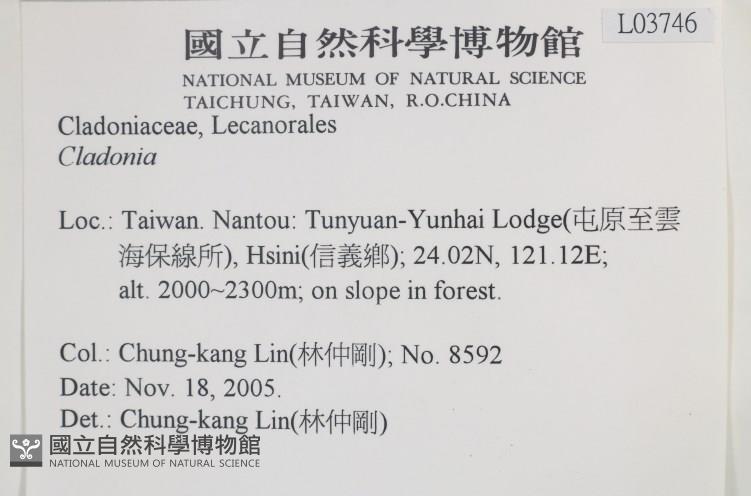 L03746
國立自然科學博物館
NATIONAL MUSEUM OF NATURAL SCIENCE
TAICHUNG, TAIWAN, R.O.CHINA
Cladoniaceae, Lecanorales
Cladonia
Loc.: Taiwan. Nantou: Tunyuan-Yunhai Lodge(屯原至雲
海保線所), Hsini(信義鄉); 24.02N, 121.12E;
alt. 2000~2300m; on slope in forest.
Col.: Chung-kang Lin(林仲剛); No. 8592
Date: Nov. 18, 2005.
Det.: Chung-kang Lin(林仲剛)
國立自然科學博物館
NATIONAL MUSEUM OF NATURAL SCIENCE